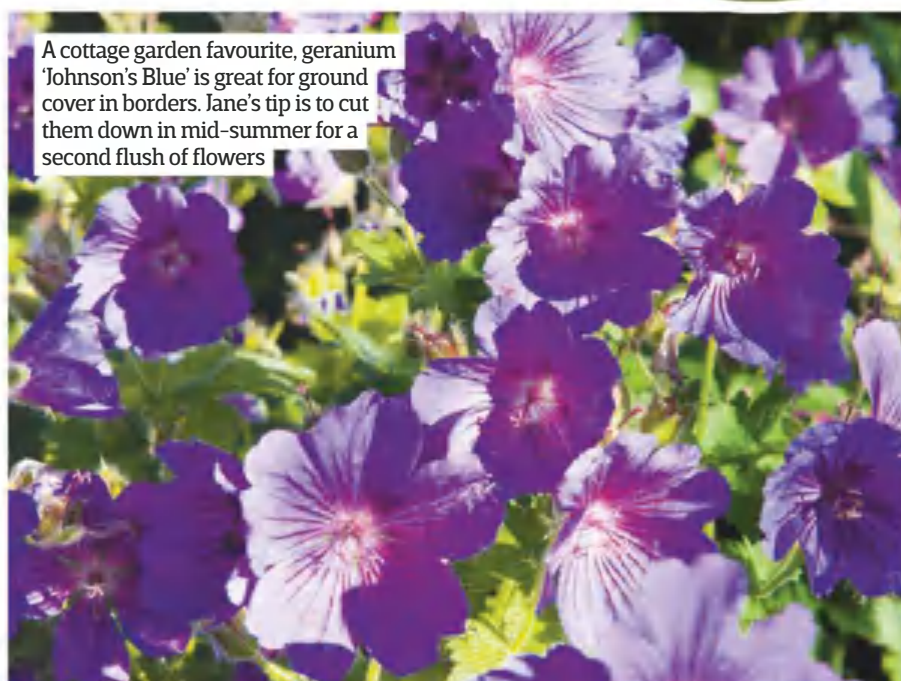 A cottage garden favourite, geranium
‘Johnson’s Blue’ is great for ground
cover in borders. Jane’s tip is to cut
them down in mid-summer for a
second flush of flowers